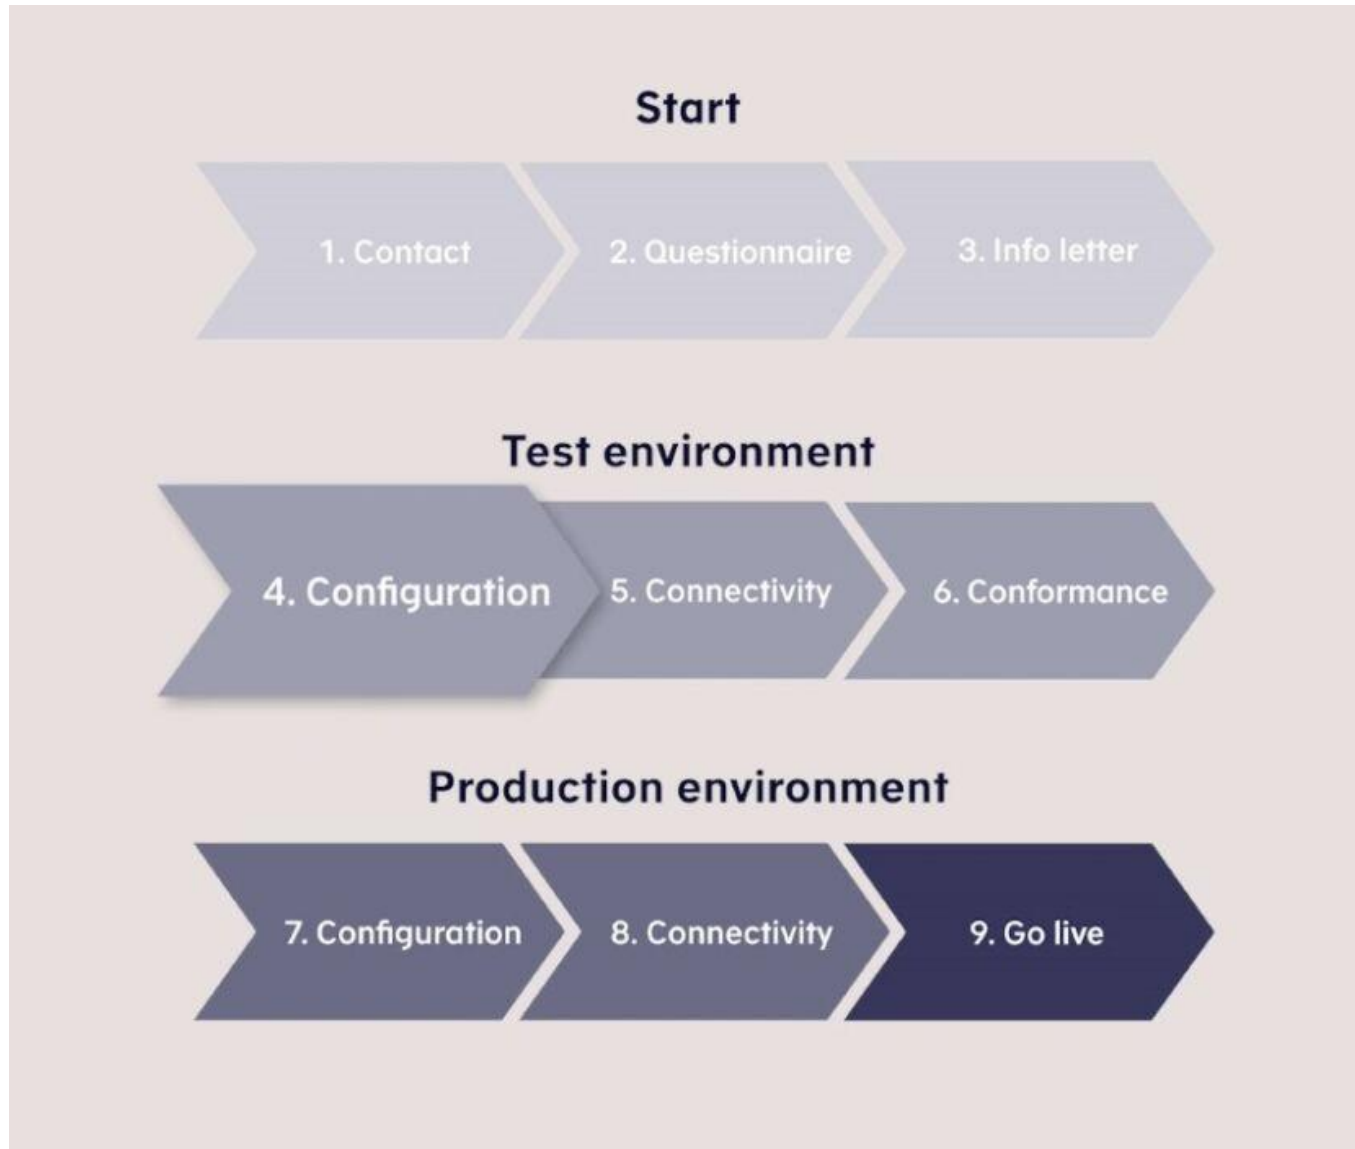 Start
1. Contact
2. Questionnaire
3. Info letter
Test environment
4. Configuration
5. Connectivity
6. Conformance
Production environment
7. Configuration
8. Connectivity
9. Go live